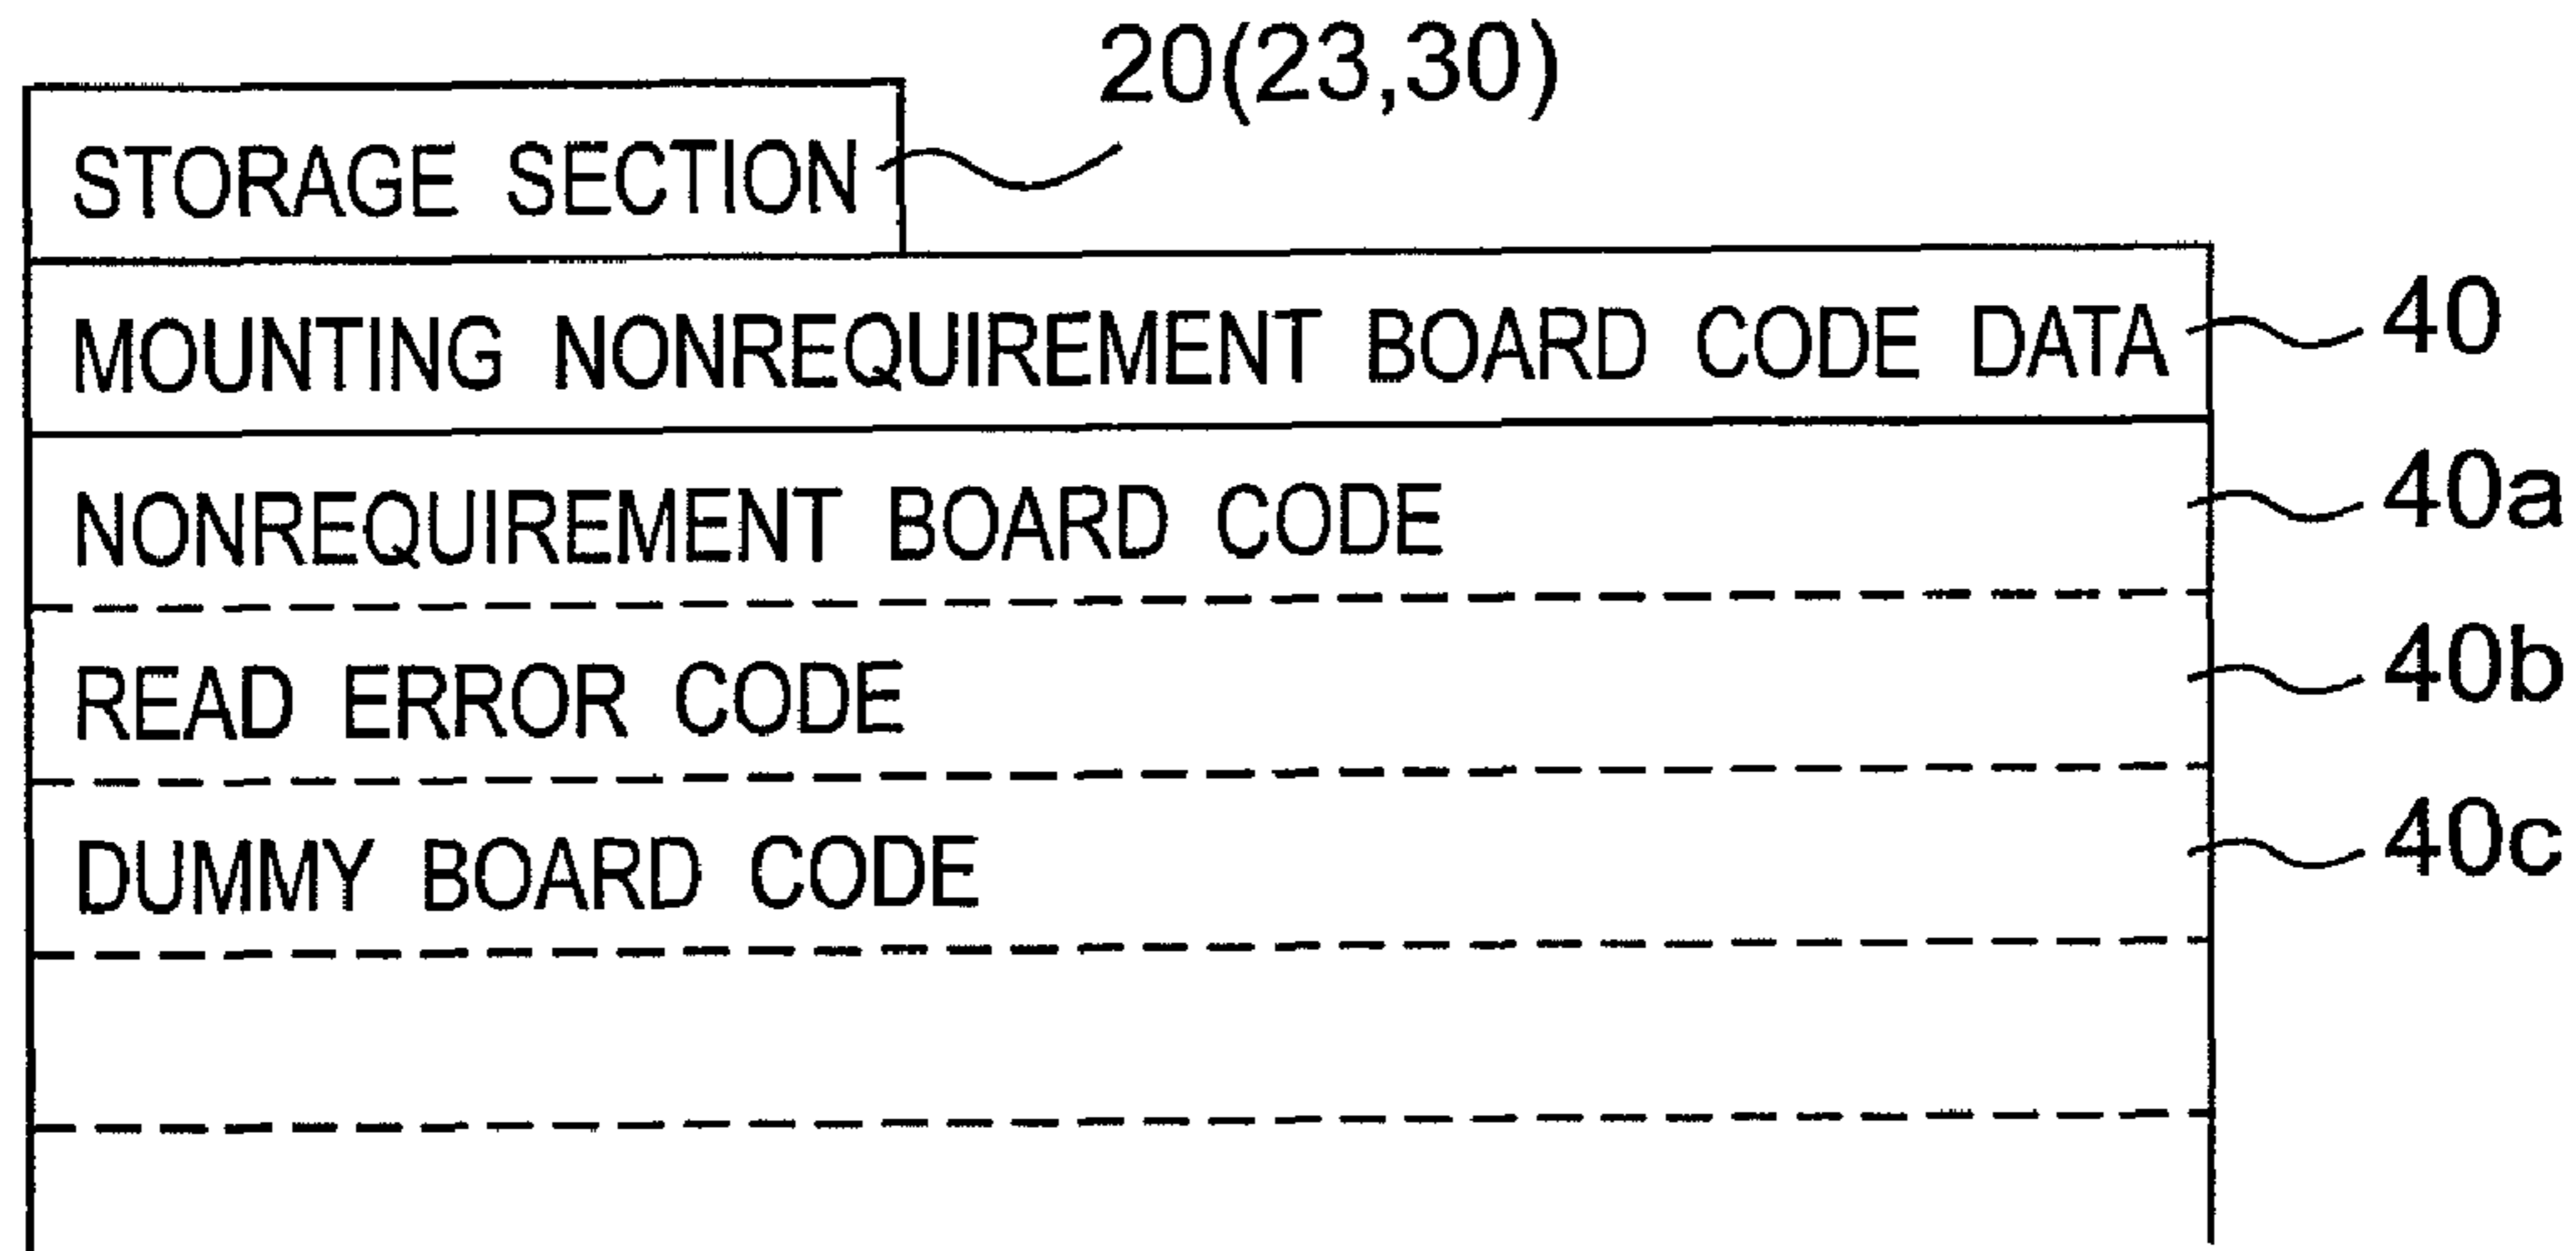 20(23,30)
STORAGE SECTION
MOUNTING NONREQUIREMENT BOARD CODE DATA 40
NONREQUIREMENT BOARD CODE 40a
READ ERROR CODE 40b
DUMMY BOARD CODE 40c